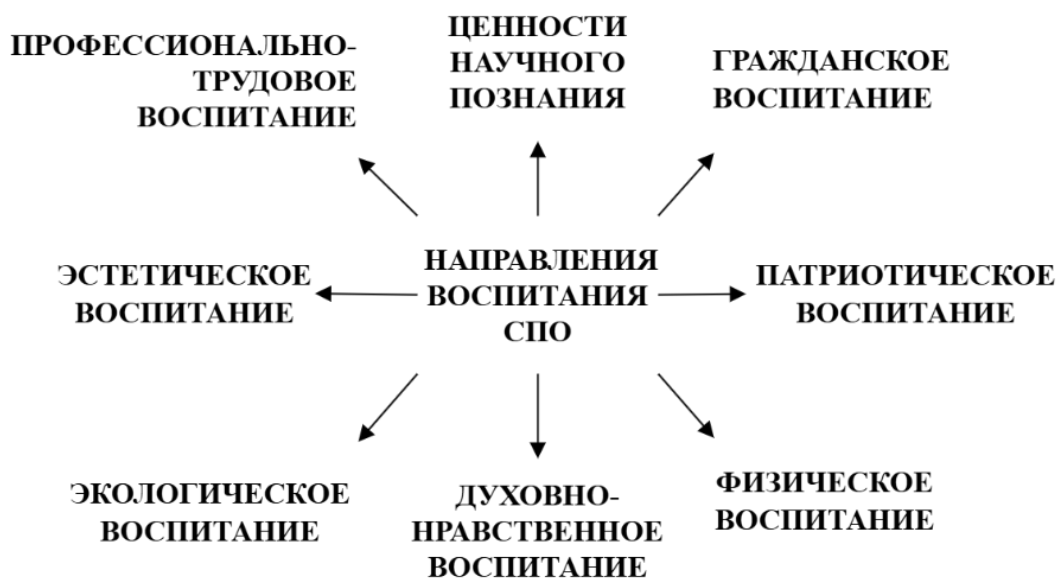 ПРОФЕССИОНАЛЬНО-
ТРУДОВОЕ
ВОСПИТАНИЕ
ЦЕННОСТИ
НАУЧНОГО
ПОЗНАНИЯ
ГРАЖДАНСКОЕ
ВОСПИТАНИЕ
ЭСТЕТИЧЕСКОЕ
ВОСПИТАНИЕ
НАПРАВЛЕНИЯ
ВОСПИТАНИЯ
СПО
ПАТРИОТИЧЕСКОЕ
ВОСПИТАНИЕ
ЭКОЛОГИЧЕСКОЕ
ВОСПИТАНИЕ
ДУХОВНО-
НРАВСТВЕННОЕ
ВОСПИТАНИЕ
ФИЗИЧЕСКОЕ
ВОСПИТАНИЕ